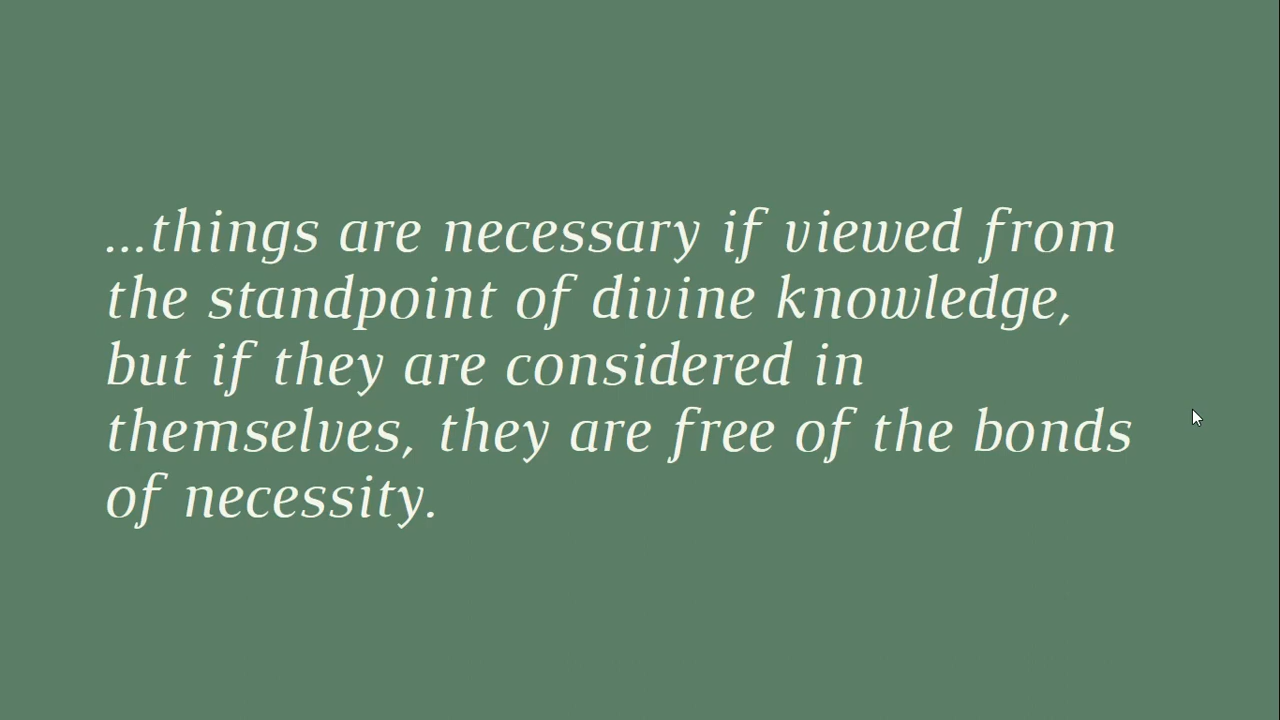 ...things are necessary if viewed from
the standpoint of divine knowledge,
but if they are considered in
themselves, they are free of the bonds
of necessity.